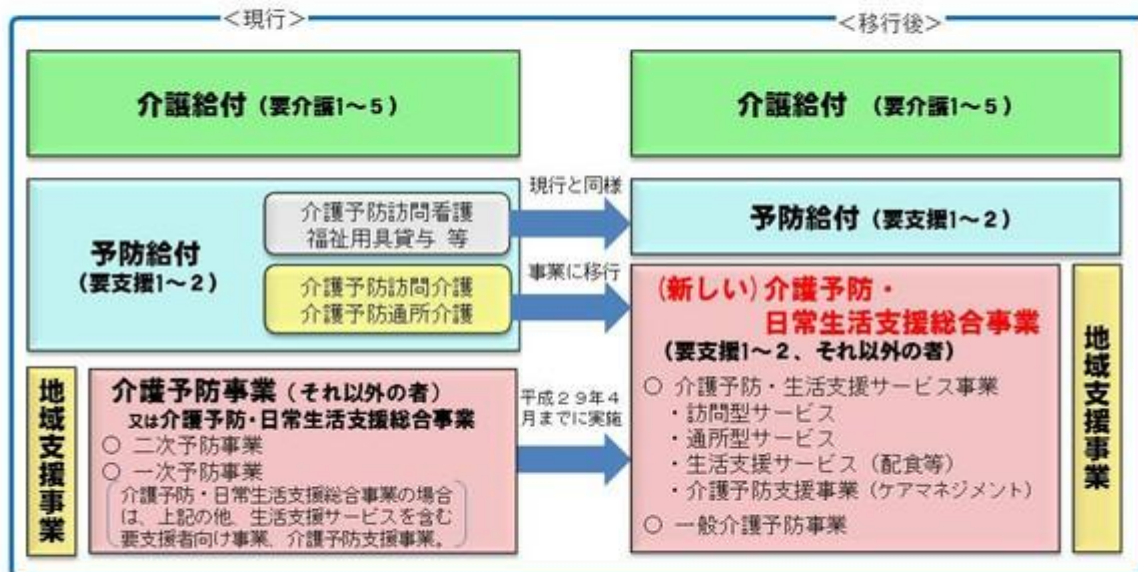 ＜現行＞
＜移行後＞
介護給付（要介護1～5）
介護給付 （要介護1～5）
予防給付
（要支援1～2）
介護予防訪問看護
福祉用具貸与 等
介護予防訪問介護
介護予防通所介護
現行と同様
事業に移行
予防給付（要支援1～2）
地域支援事業
介護予防事業（それ以外の者）
又は介護予防・日常生活支援総合事業
○ 二次予防事業
○ 一次予防事業
介護予防・日常生活支援総合事業の場合
は、上記の他、生活支援サービスを含む
要支援者向け事業、介護予防支援事業。
平成２９年４
月までに実施
(新しい)介護予防・
日常生活支援総合事業
（要支援1～2、それ以外の者）
○ 介護予防・生活支援サービス事業
・訪問型サービス
・通所型サービス
・生活支援サービス（配食等）
・介護予防支援事業（ケアマネジメント）
○ 一般介護予防事業
地域支援事業